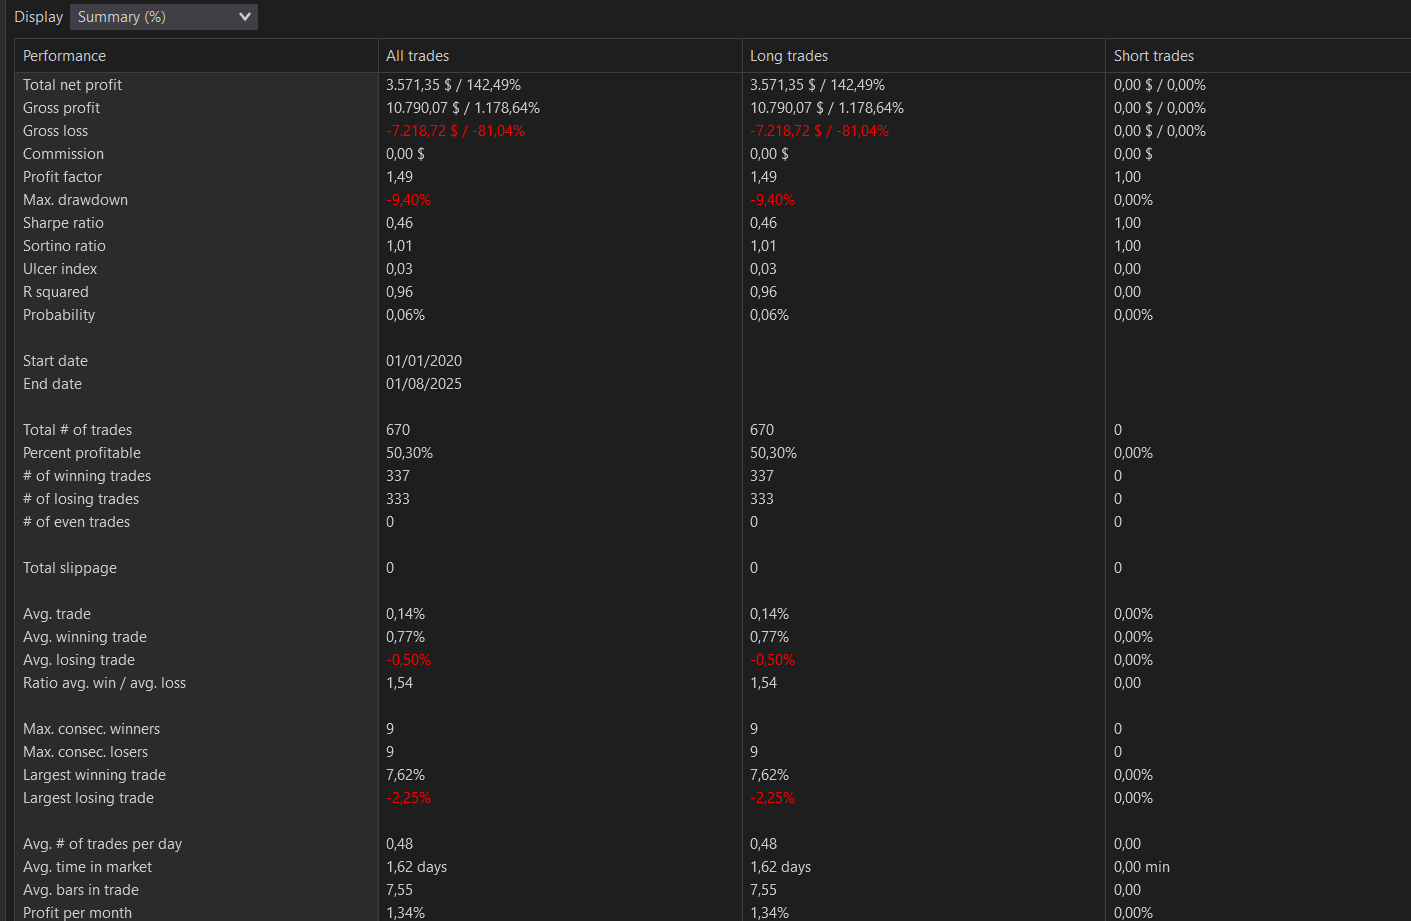 Display Summary (%)
Performance All trades Long trades Short trades
Total net profit 3.571,35 $ / 142,49% 3.571,35 $ / 142,49% 0,00 $ / 0,00%
Gross profit 10.790,07 $ / 1.178,64% 10.790,07 $ / 1.178,64% 0,00 $ / 0,00%
Gross loss -7.218,72 $ / -81,04% -7.218,72 $ / -81,04% 0,00 $ / 0,00%
Commission 0,00 $ 0,00 $ 0,00 $
Profit factor 1,49 1,49 1,00
Max. drawdown -9,40% -9,40% 0,00%
Sharpe ratio 0,46 0,46 1,00
Sortino ratio 1,01 1,01 1,00
Ulcer index 0,03 0,03 0,00
R squared 0,96 0,96 0,00
Probability 0,06% 0,06% 0,00%
Start date 01/01/2020
End date 01/08/2025
Total # of trades 670 670 0
Percent profitable 50,30% 50,30% 0,00%
# of winning trades 337 337 0
# of losing trades 333 333 0
# of even trades 0 0 0
Total slippage 0 0 0
Avg. trade 0,14% 0,14% 0,00%
Avg. winning trade 0,77% 0,77% 0,00%
Avg. losing trade -0,50% -0,50% 0,00%
Ratio avg. win / avg. loss 1,54 1,54 0,00
Max. consec. winners 9 9 0
Max. consec. losers 9 9 0
Largest winning trade 7,62% 7,62% 0,00%
Largest losing trade -2,25% -2,25% 0,00%
Avg. # of trades per day 0,48 0,48 0,00
Avg. time in market 1,62 days 1,62 days 0,00 min
Avg. bars in trade 7,55 7,55 0,00
Profit per month 1,34% 1,34% 0,00%